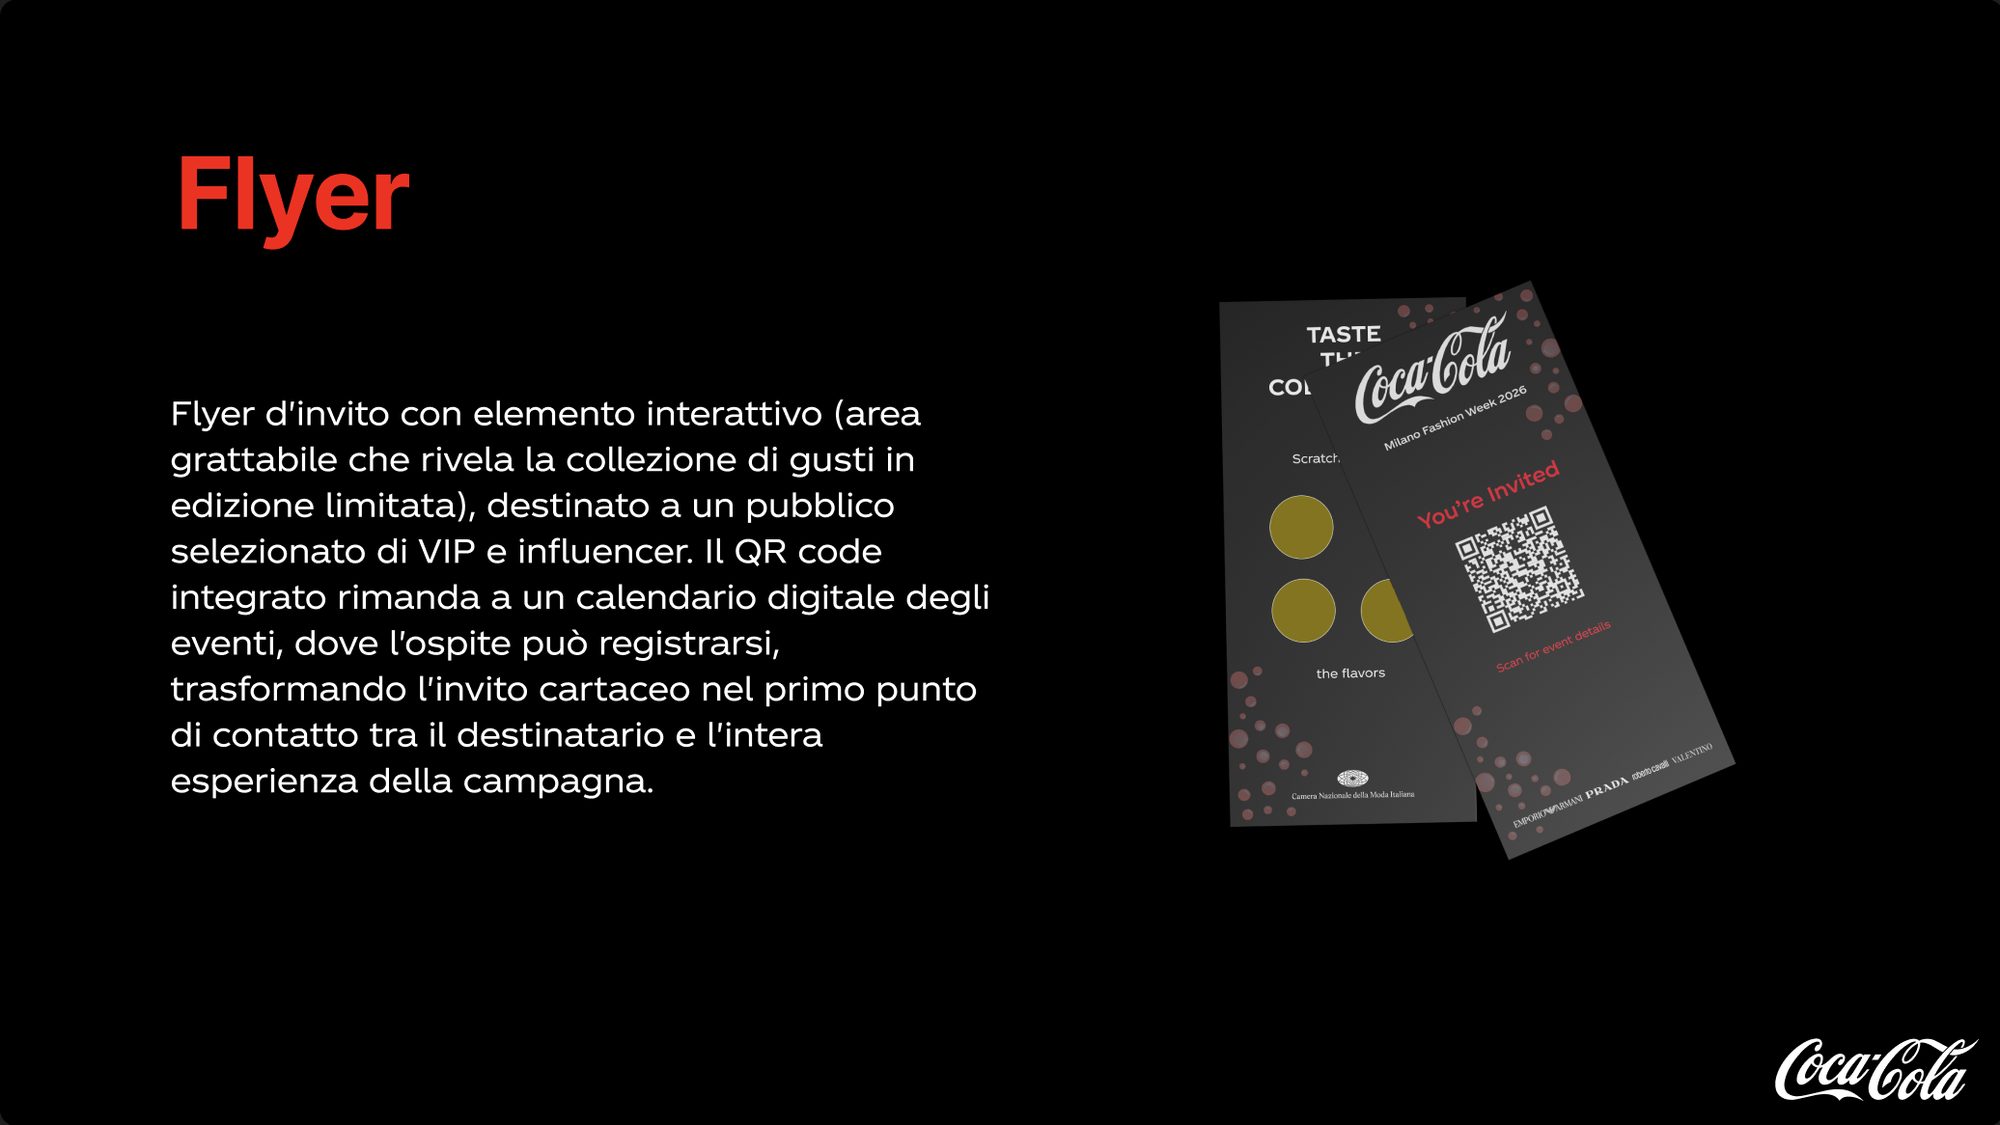 Flyer
Flyer d'invito con elemento interattivo (area
grattabile che rivela la collezione di gusti in
edizione limitata), destinato a un pubblico
selezionato di VIP e influencer. Il QR code
integrato rimanda a un calendario digitale degli
eventi, dove l'ospite può registrarsi,
trasformando l'invito cartaceo nel primo punto
di contatto tra il destinatario e l'intera
esperienza della campagna.
TASTE
Scratch
the flavors
Camera Nazionale della Moda Italiana
Coca-Cola
Milano Fashion Week 2026
You're Invited
Scan for event details
EMPORIO ARMANI PRADA roberto cavalli VALENTINO
Coca-Cola